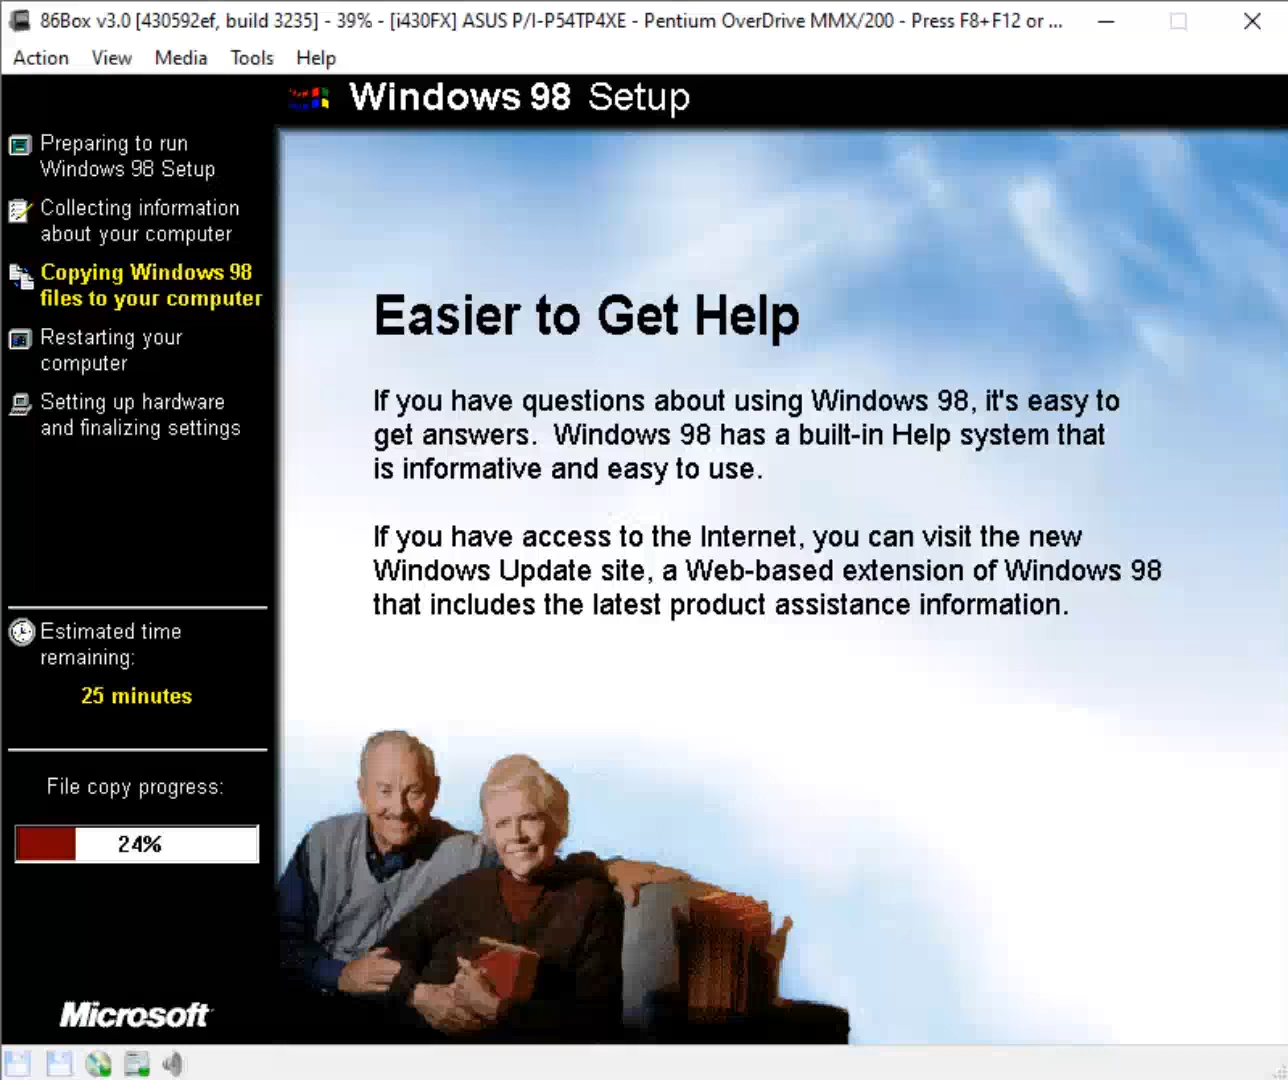 86Box v3.0 [430592ef, build 3235] - 39% - [i430FX] ASUS P/I-P54TP4XE - Pentium OverDrive MMX/200 - Press F8+F12 or ...
Action View Media Tools Help
Windows 98 Setup
Preparing to run
Windows 98 Setup
Collecting information
about your computer
Copying Windows 98
files to your computer
Restarting your
computer
Setting up hardware
and finalizing settings
Estimated time
remaining:
25 minutes
File copy progress:
24%
Microsoft
Easier to Get Help
If you have questions about using Windows 98, it's easy to
get answers.  Windows 98 has a built-in Help system that
is informative and easy to use.
If you have access to the Internet, you can visit the new
Windows Update site, a Web-based extension of Windows 98
that includes the latest product assistance information.